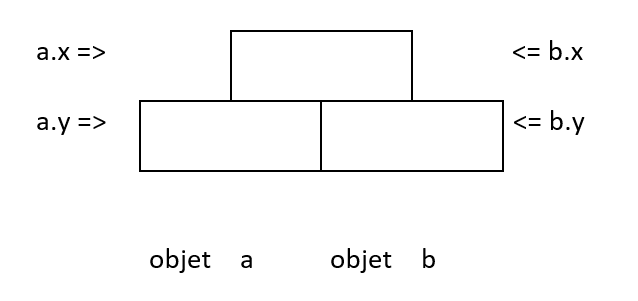 a.x => <= b.x
a.y => <= b.y
objet a objet b